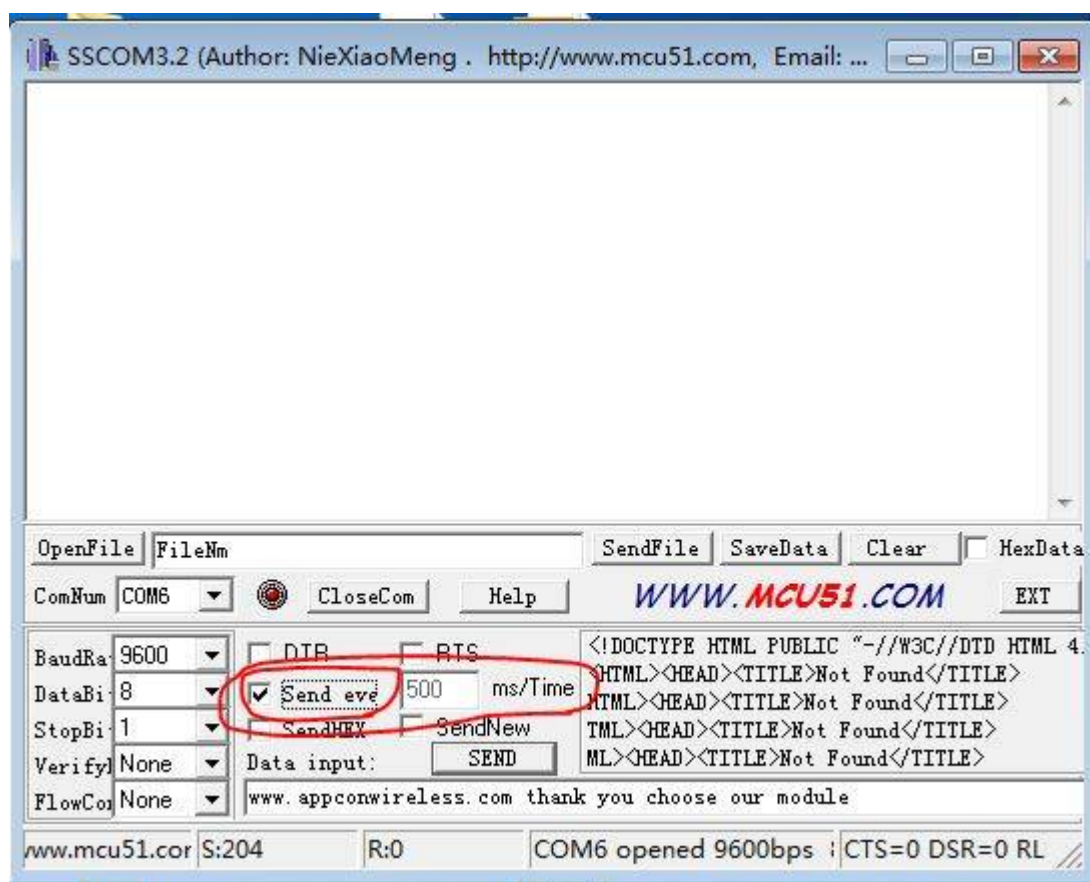 SSCOM3.2 (Author: NieXiaoMeng . http://www.mcu51.com, Email: ...
OpenFile FileNm SendFile SaveData Clear HexData
ComNum COM6 CloseCom Help WWW.MCU51.COM EXT
BaudRa 9600 DTR RTS <!DOCTYPE HTML PUBLIC "-//W3C//DTD HTML 4.
DataBi 8 Send eve 500 ms/Time <HTML><HEAD><TITLE>Not Found</TITLE>
HTML><HEAD><TITLE>Not Found</TITLE>
StopBi 1 SendHEX SendNew TML><HEAD><TITLE>Not Found</TITLE>
Verify None Data input: SEND ML><HEAD><TITLE>Not Found</TITLE>
FlowCo None www.appconwireless.com thank you choose our module
www.mcu51.cor S:204 R:0 COM6 opened 9600bps CTS=0 DSR=0 RL